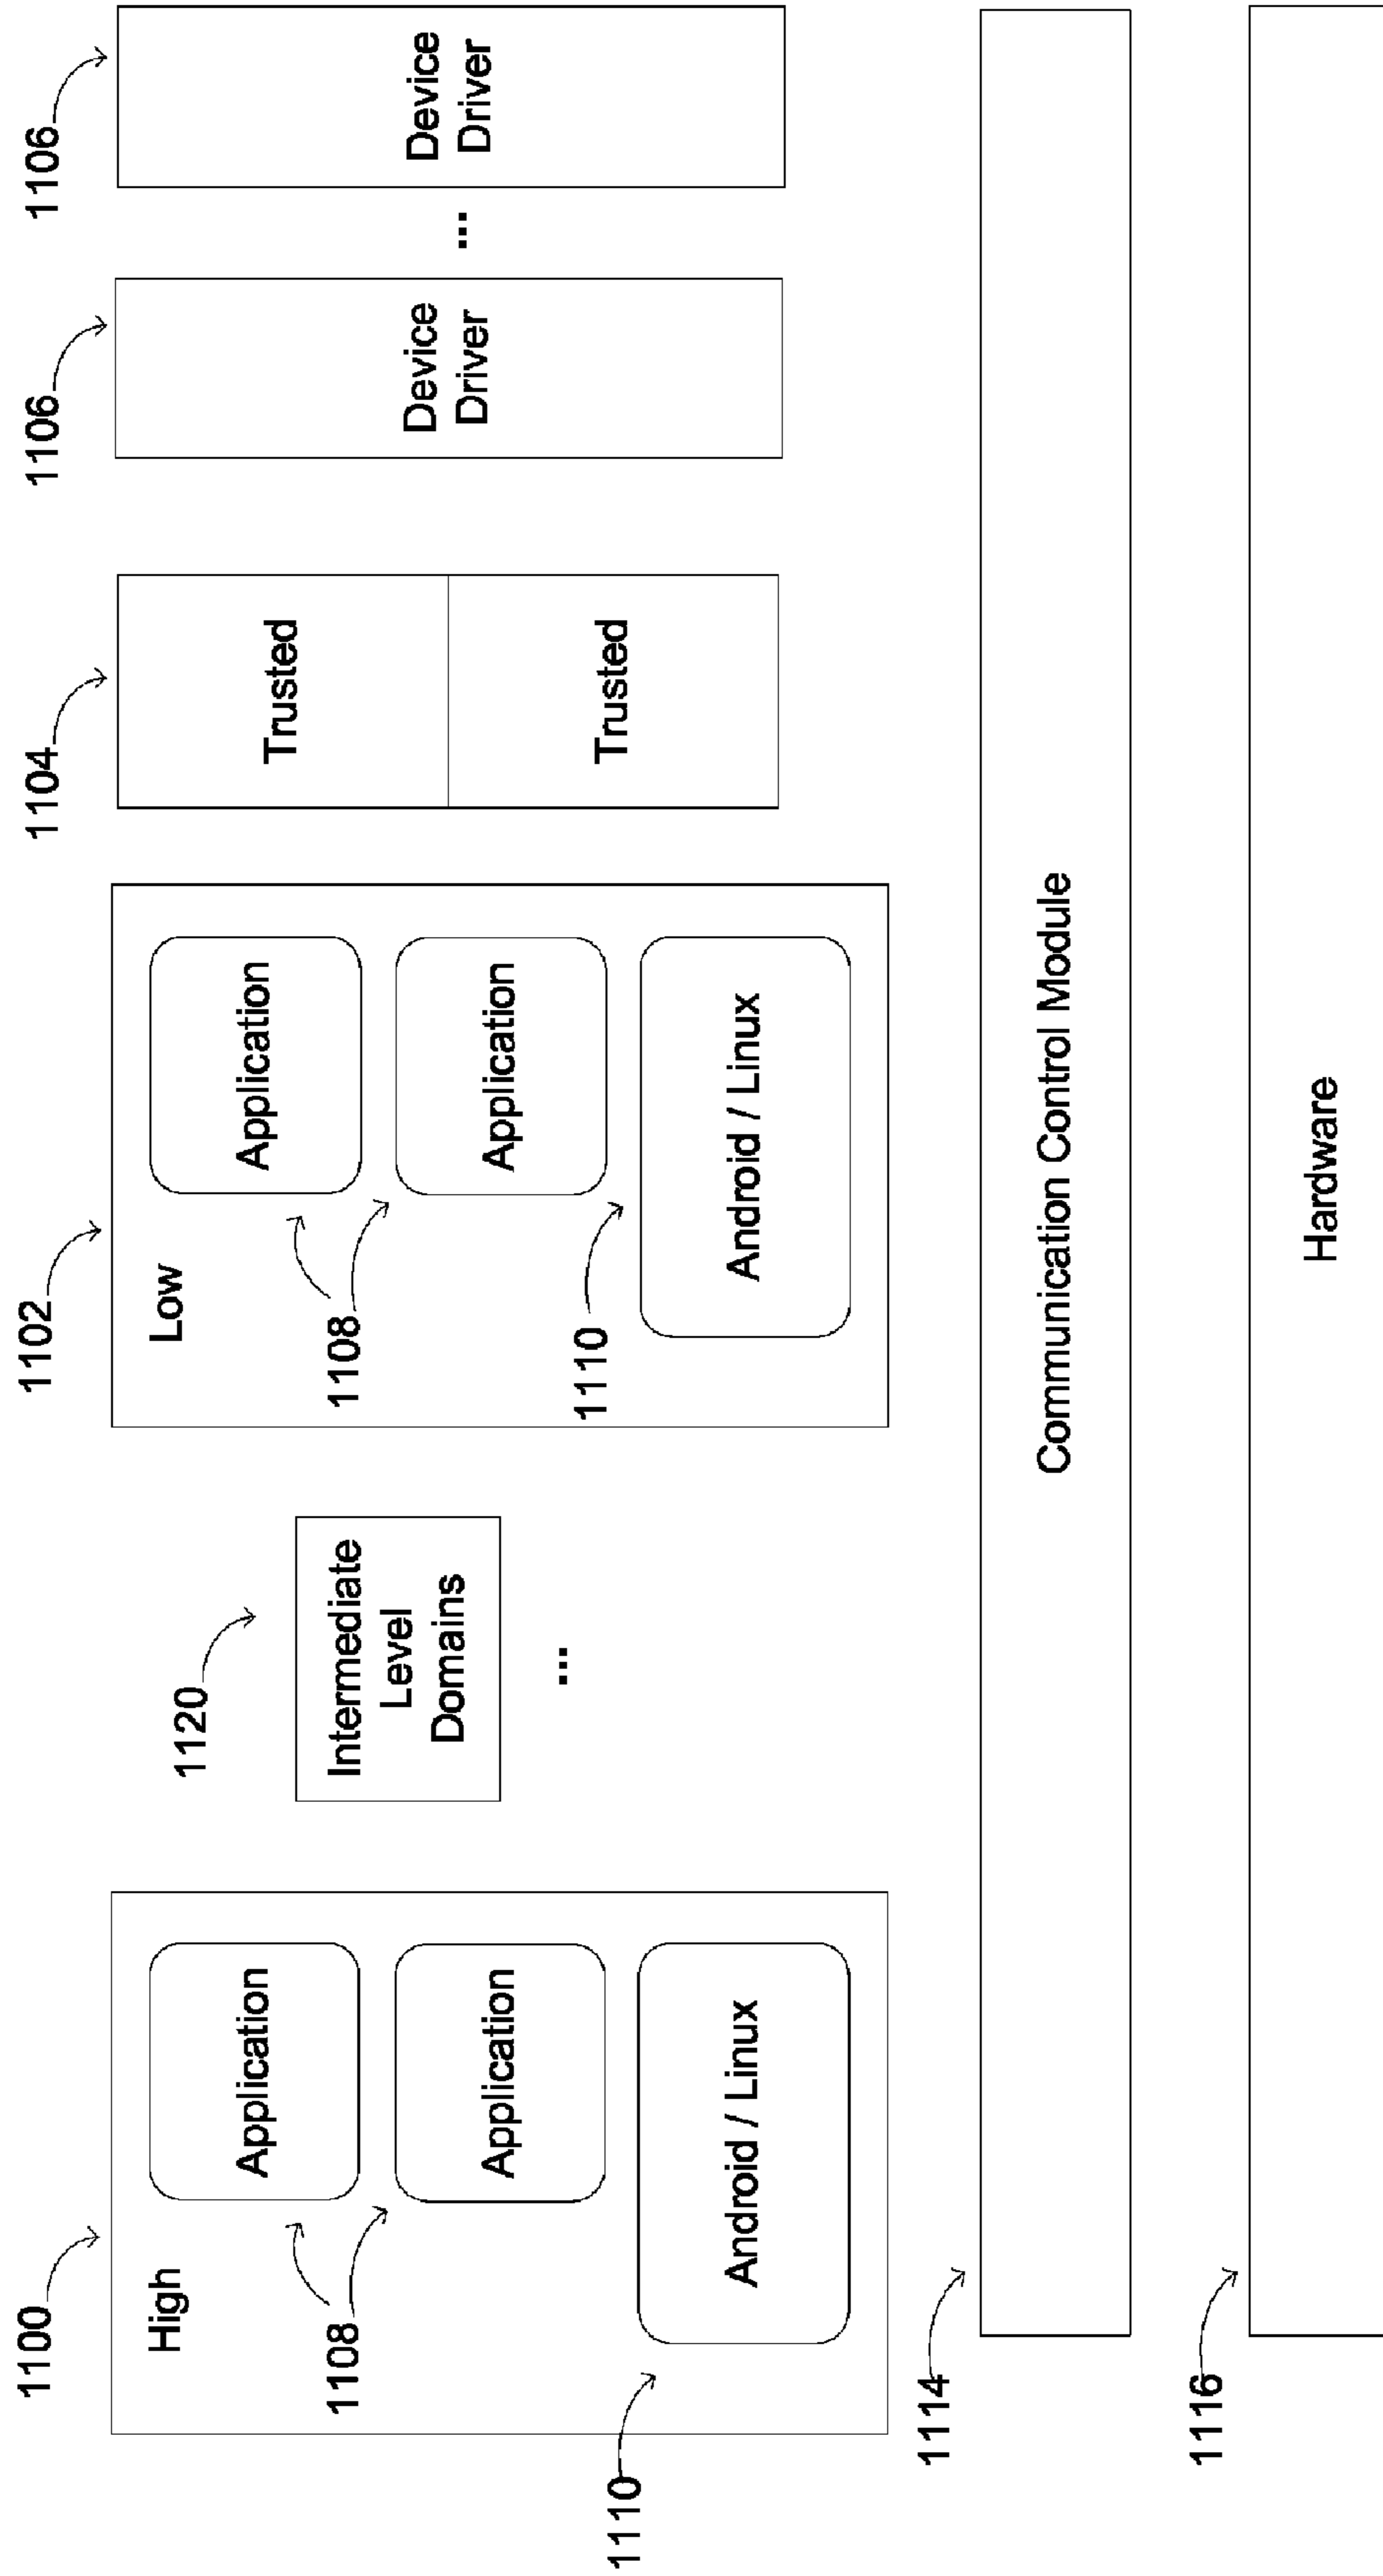 1100
High
Application
Application
1108
Android / Linux
1110
1120
Intermediate
Level
Domains
...
1102
Low
Application
Application
1108
1110
Android / Linux
1104
Trusted
Trusted
1106
Device
Driver
...
1106
Device
Driver
1114
Communication Control Module
1116
Hardware